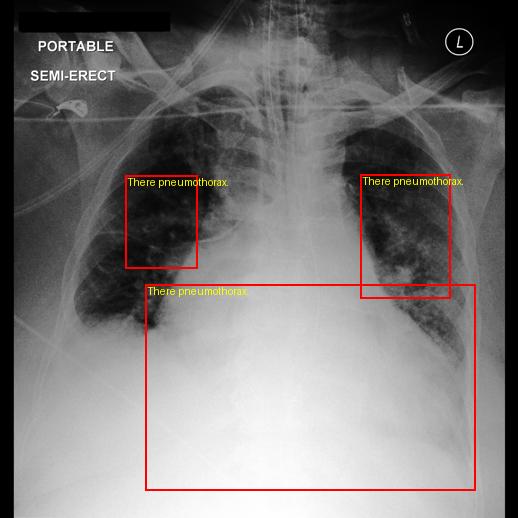 PORTABLE
L
SEMI-ERECT
There pneumothorax.
There pneumothorax.
There pneumothorax.